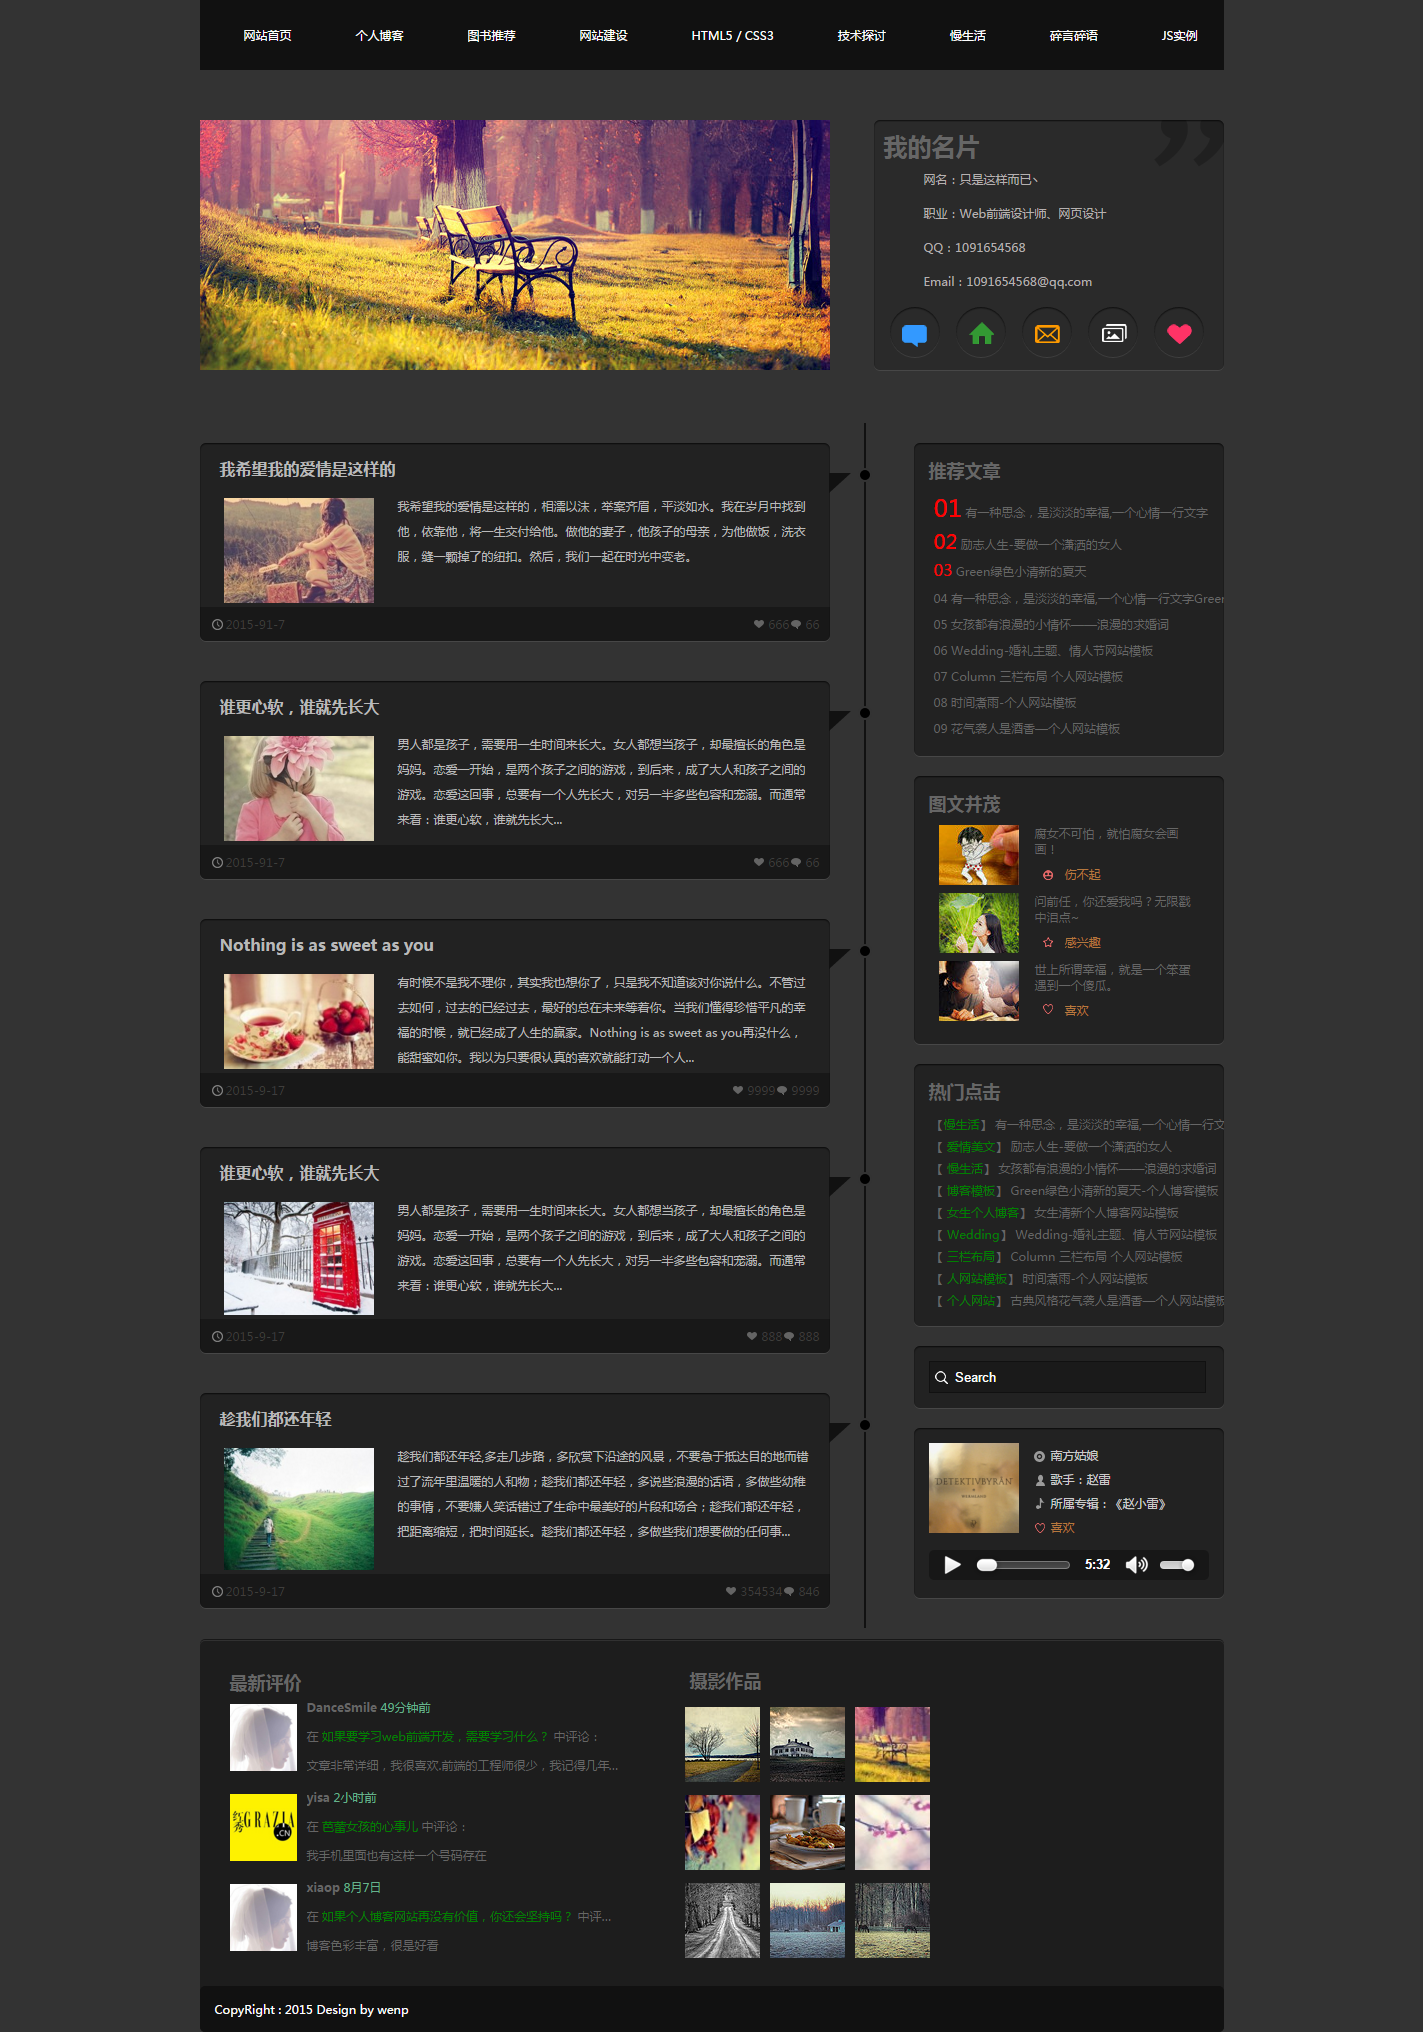 网站首页 个人博客 图书推荐 网站建设 HTML5 / CSS3 技术探讨 慢生活 碎言碎语 JS实例
我的名片
网名：只是这样而已丶
职业：Web前端设计师、网页设计
QQ：1091654568
Email：1091654568@qq.com
我希望我的爱情是这样的
我希望我的爱情是这样的，相濡以沫，举案齐眉，平淡如水。我在岁月中找到
他，依靠他，将一生交付给他。做他的妻子，他孩子的母亲，为他做饭，洗衣
服，缝一颗掉了的纽扣。然后，我们一起在时光中变老。
2015-91-7 666 66
谁更心软，谁就先长大
男人都是孩子，需要用一生时间来长大。女人都想当孩子，却最擅长的角色是
妈妈。恋爱一开始，是两个孩子之间的游戏，到后来，成了大人和孩子之间的
游戏。恋爱这回事，总要有一个人先长大，对另一半多些包容和宠溺。而通常
来看：谁更心软，谁就先长大...
2015-91-7 666 66
Nothing is as sweet as you
有时候不是我不理你，其实我也想你了，只是我不知道该对你说什么。不管过
去如何，过去的已经过去，最好的总在未来等着你。当我们懂得珍惜平凡的幸
福的时候，就已经成了人生的赢家。Nothing is as sweet as you再没什么，
能甜蜜如你。我以为只要很认真的喜欢就能打动一个人...
2015-9-17 9999 9999
谁更心软，谁就先长大
男人都是孩子，需要用一生时间来长大。女人都想当孩子，却最擅长的角色是
妈妈。恋爱一开始，是两个孩子之间的游戏，到后来，成了大人和孩子之间的
游戏。恋爱这回事，总要有一个人先长大，对另一半多些包容和宠溺。而通常
来看：谁更心软，谁就先长大...
2015-9-17 888 888
趁我们都还年轻
趁我们都还年轻,多走几步路，多欣赏下沿途的风景，不要急于抵达目的地而错
过了流年里温暖的人和物；趁我们都还年轻，多说些浪漫的话语，多做些幼稚
的事情，不要嫌人笑话错过了生命中最美好的片段和场合；趁我们都还年轻，
把距离缩短，把时间延长。趁我们都还年轻，多做些我们想要做的任何事...
2015-9-17 354534 846
推荐文章
01 有一种思念，是淡淡的幸福,一个心情一行文字
02 励志人生-要做一个潇洒的女人
03 Green绿色小清新的夏天
04 有一种思念，是淡淡的幸福,一个心情一行文字Green
05 女孩都有浪漫的小情怀——浪漫的求婚词
06 Wedding-婚礼主题、情人节网站模板
07 Column 三栏布局 个人网站模板
08 时间煮雨-个人网站模板
09 花气袭人是酒香—个人网站模板
图文并茂
魔女不可怕，就怕魔女会画
画！
伤不起
问前任，你还爱我吗？无限戳
中泪点~
感兴趣
世上所谓幸福，就是一个笨蛋
遇到一个傻瓜。
喜欢
热门点击
【慢生活】 有一种思念，是淡淡的幸福,一个心情一行文
【 爱情美文】 励志人生-要做一个潇洒的女人
【 慢生活】 女孩都有浪漫的小情怀——浪漫的求婚词
【 博客模板】 Green绿色小清新的夏天-个人博客模板
【 女生个人博客】 女生清新个人博客网站模板
【 Wedding】 Wedding-婚礼主题、情人节网站模板
【 三栏布局】 Column 三栏布局 个人网站模板
【 人网站模板】 时间煮雨-个人网站模板
【 个人网站】 古典风格花气袭人是酒香—个人网站模板
Search
DETEKTIVBYRÅN
南方姑娘
歌手：赵雷
所属专辑：《赵小雷》
喜欢
5:32
最新评价
DanceSmile 49分钟前
在 如果要学习web前端开发，需要学习什么？ 中评论：
文章非常详细，我很喜欢.前端的工程师很少，我记得几年...
红秀GRAZIA
.CN
yisa 2小时前
在 芭蕾女孩的心事儿 中评论：
我手机里面也有这样一个号码存在
xiaop 8月7日
在 如果个人博客网站再没有价值，你还会坚持吗？ 中评...
博客色彩丰富，很是好看
摄影作品
CopyRight : 2015 Design by wenp